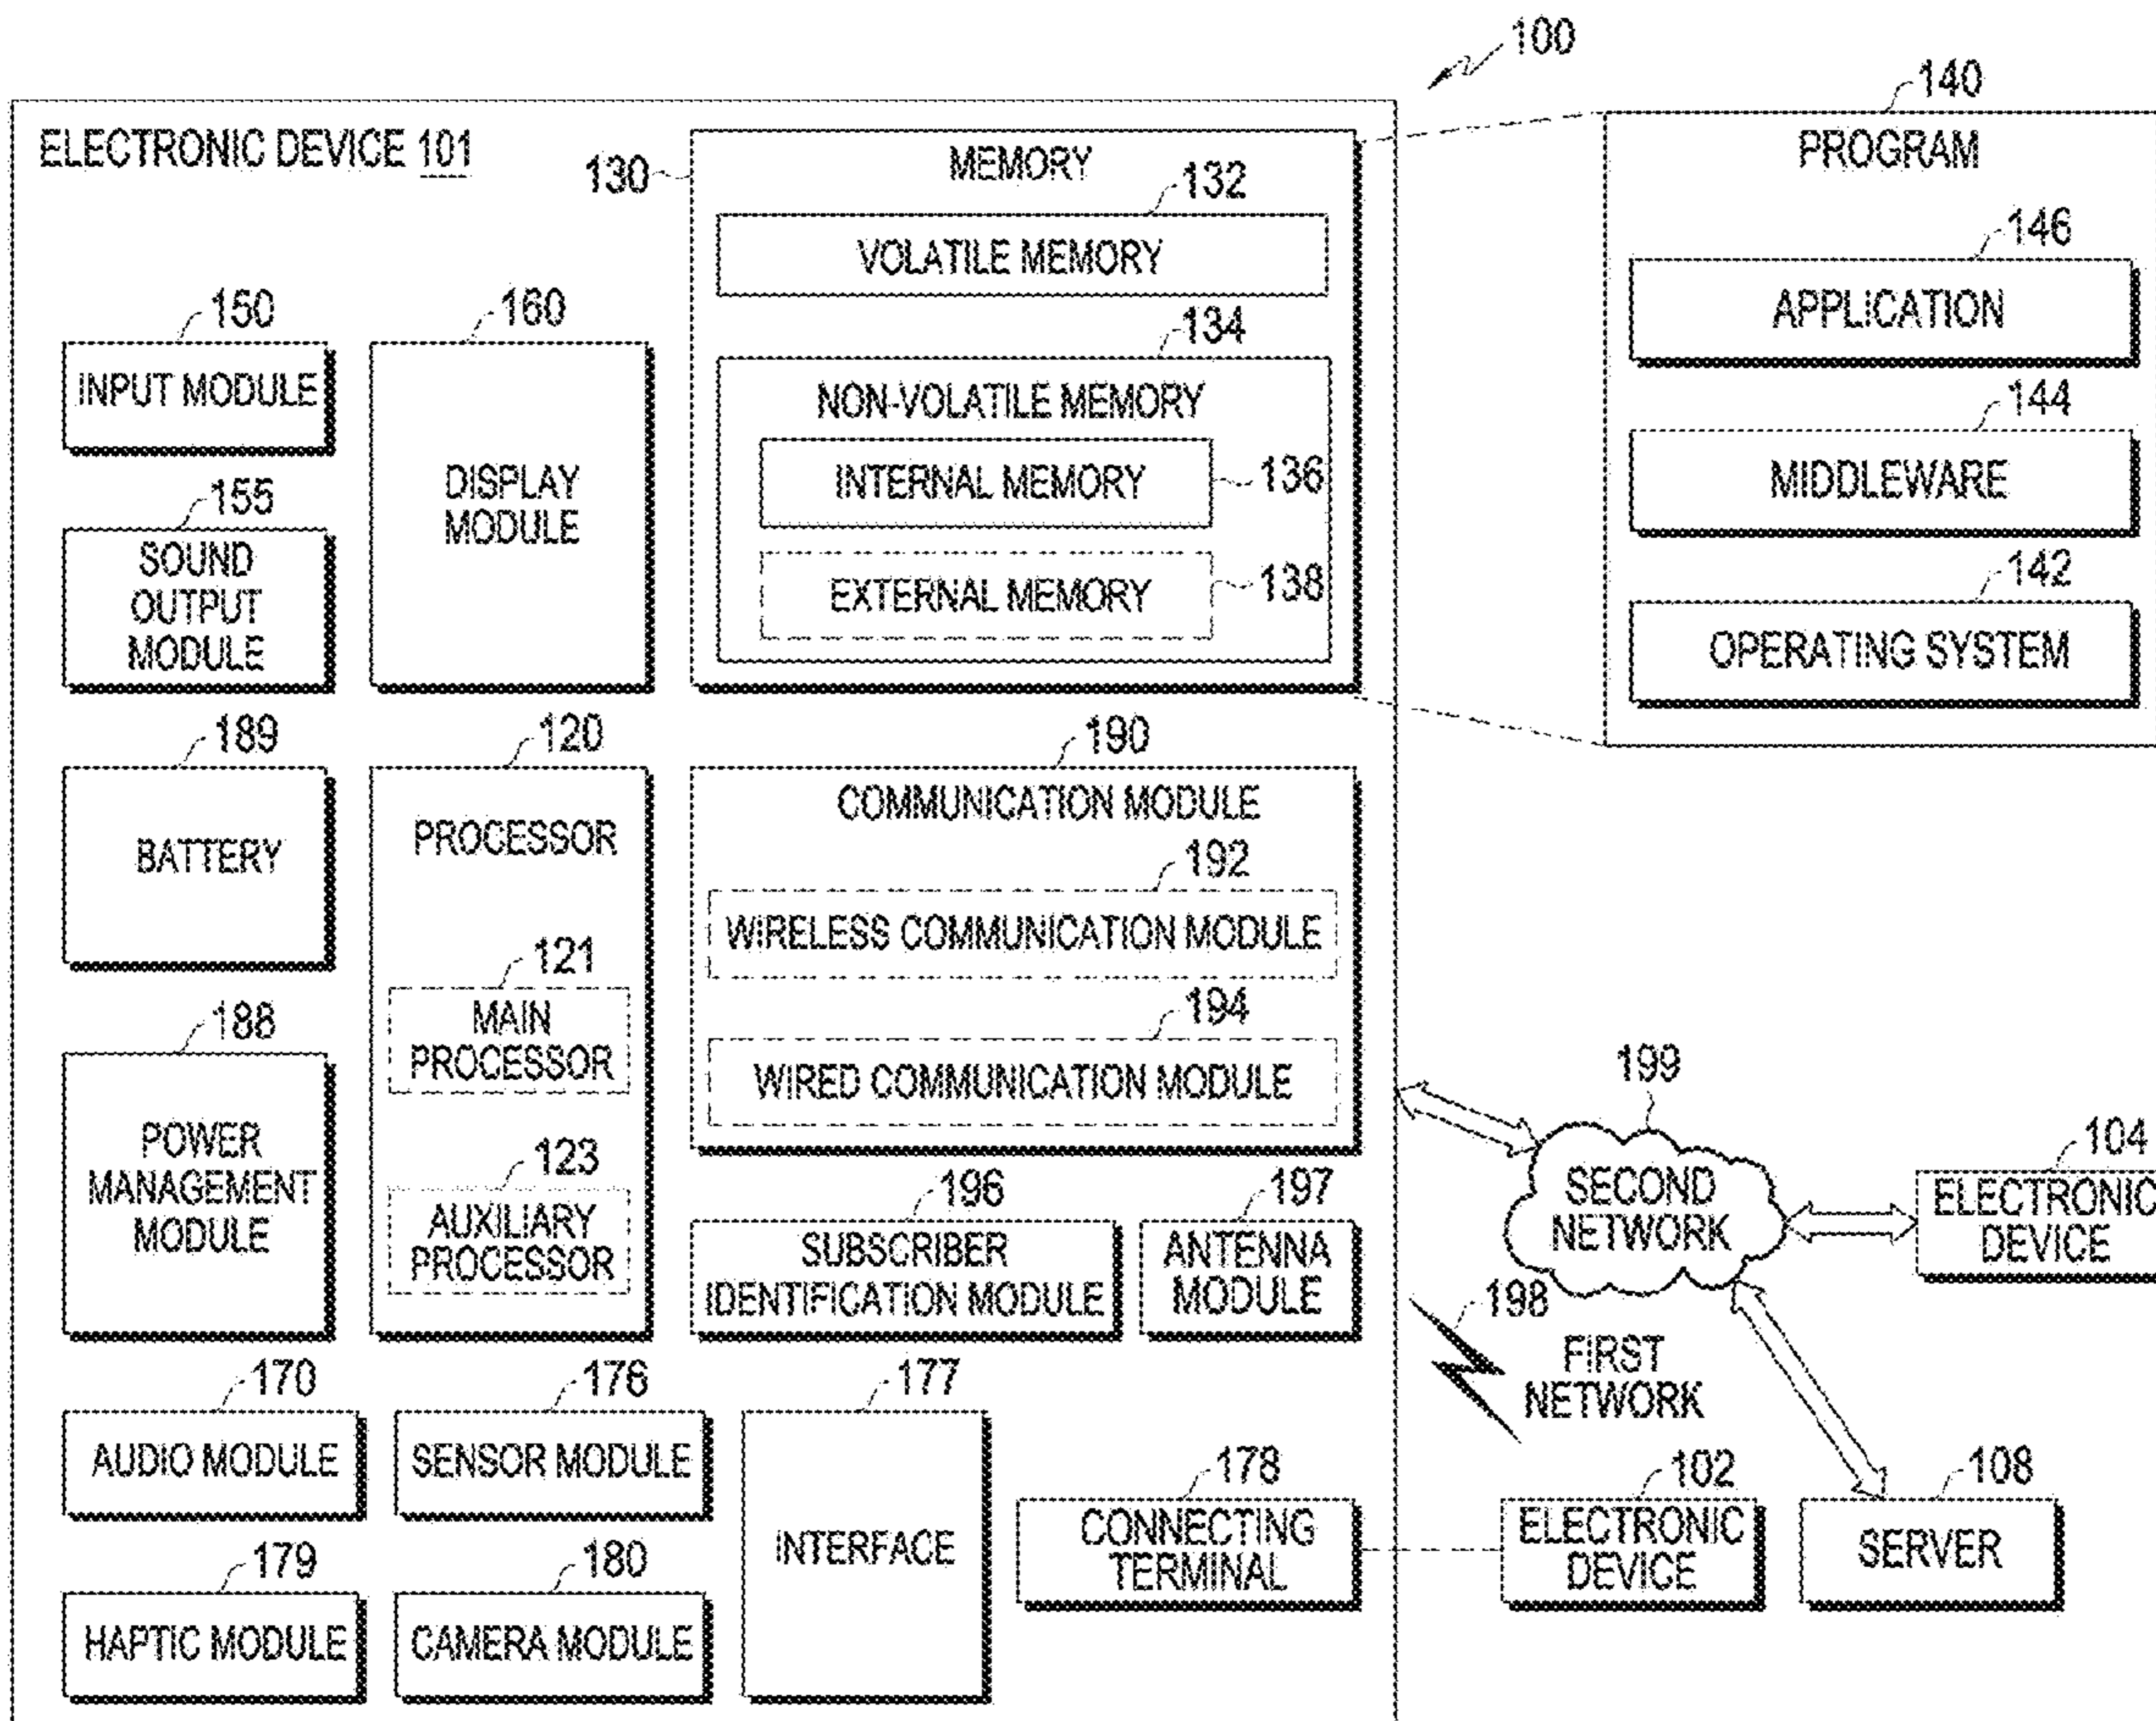 100
ELECTRONIC DEVICE 101
130
MEMORY
132
VOLATILE MEMORY
134
NON-VOLATILE MEMORY
INTERNAL MEMORY
136
EXTERNAL MEMORY
138
140
PROGRAM
146
APPLICATION
144
MIDDLEWARE
142
OPERATING SYSTEM
150
INPUT MODULE
160
DISPLAY
MODULE
155
SOUND
OUTPUT
MODULE
189
BATTERY
120
PROCESSOR
121
MAIN
PROCESSOR
123
AUXILIARY
PROCESSOR
190
COMMUNICATION MODULE
192
WIRELESS COMMUNICATION MODULE
194
WIRED COMMUNICATION MODULE
188
POWER
MANAGEMENT
MODULE
196
SUBSCRIBER
IDENTIFICATION MODULE
197
ANTENNA
MODULE
199
SECOND
NETWORK
104
ELECTRONIC
DEVICE
198
FIRST
NETWORK
170
AUDIO MODULE
176
SENSOR MODULE
177
INTERFACE
178
CONNECTING
TERMINAL
102
ELECTRONIC
DEVICE
108
SERVER
179
HAPTIC MODULE
180
CAMERA MODULE